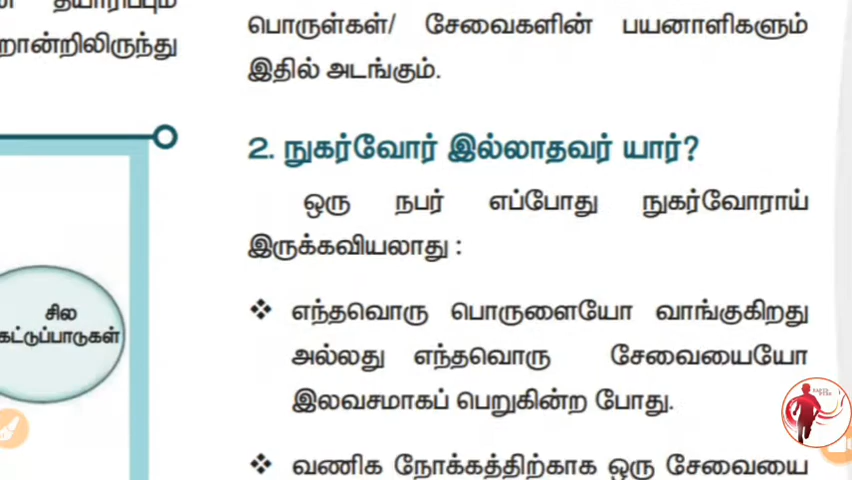 தயாரிப்பும்
றான்றிலிருந்து
பொருள்கள்/ சேவைகளின் பயனாளிகளும்
இதில் அடங்கும்.
2. நுகர்வோர் இல்லாதவர் யார்?
ஒரு நபர் எப்போது நுகர்வோராய்
இருக்கவியலாது :
❖ எந்தவொரு பொருளையோ வாங்குகிறது
அல்லது எந்தவொரு சேவையையோ
இலவசமாகப் பெறுகின்ற போது.
❖ வணிக நோக்கத்திற்காக ஒரு சேவையை
சில
கட்டுப்பாடுகள்